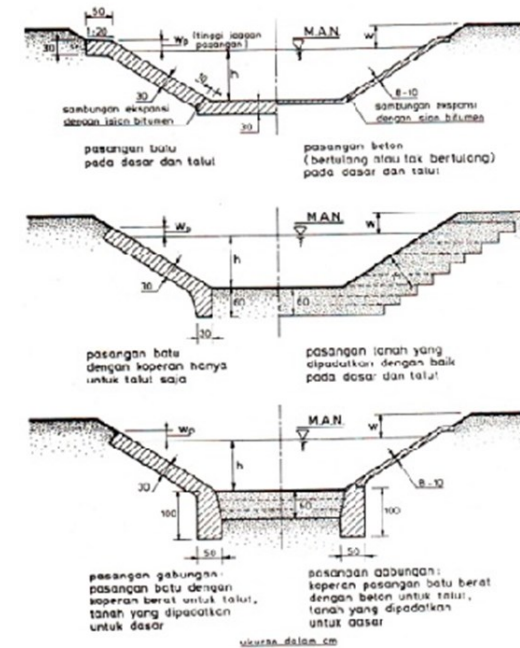 50
1:20
30
Wp (tinggi jagaan
pasangan)
M.A.N.
W
h
30
30
8-10
sambungan ekspansi
dengan isian bitumen
sambungan ekspansi
dengan isian bitumen
30
pasangan batu
pada dasar dan talut
pasangan beton
(bertulang atau tak bertulang)
pada dasar dan talut
Wp
M.A.N.
W
h
30
60
60
30
pasangan batu
dengan koperan hanya
untuk talut saja
pasangan tanah yang
dipadatkan dengan baik
pada dasar dan talut
Wp
M.A.N.
W
h
30
8-10
100
60
100
50
50
pasangan gabungan:
pasangan batu dengan
koperan berat untuk talut,
tanah yang dipadatkan
untuk dasar
pasangan gabungan:
koperan pasangan batu berat
dengan beton untuk talut,
tanah yang dipadatkan
untuk dasar
ukuran dalam cm